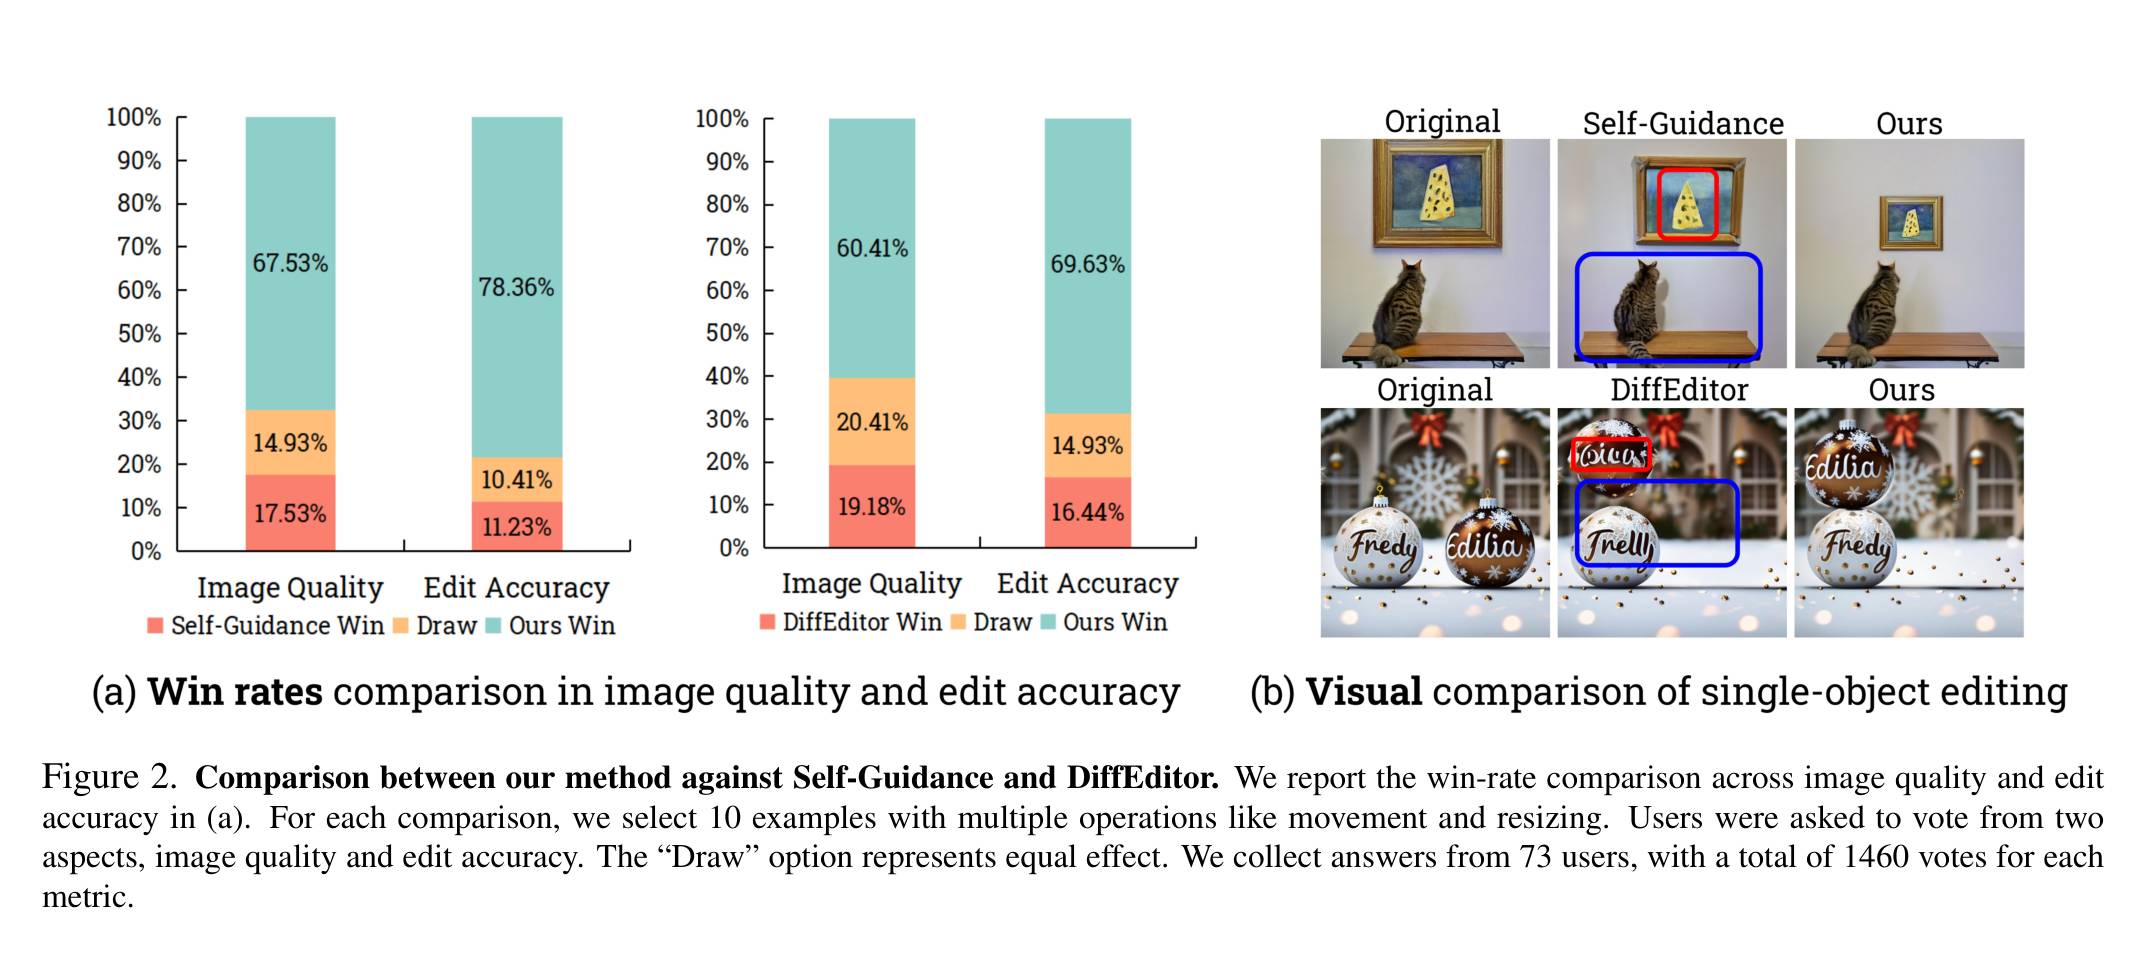 100%
90%
80%
70%
60%
50%
40%
30%
20%
10%
0%
67.53%
14.93%
17.53%
78.36%
10.41%
11.23%
Image Quality
Edit Accuracy
Self-Guidance Win Draw Ours Win
100%
90%
80%
70%
60%
50%
40%
30%
20%
10%
0%
60.41%
20.41%
19.18%
69.63%
14.93%
16.44%
Image Quality
Edit Accuracy
DiffEditor Win Draw Ours Win
(a) Win rates comparison in image quality and edit accuracy
Original Self-Guidance Ours
Original DiffEditor Ours
Fredy
Edilia
Edilia
Fredy
(b) Visual comparison of single-object editing
Figure 2. Comparison between our method against Self-Guidance and DiffEditor. We report the win-rate comparison across image quality and edit
accuracy in (a). For each comparison, we select 10 examples with multiple operations like movement and resizing. Users were asked to vote from two
aspects, image quality and edit accuracy. The “Draw” option represents equal effect. We collect answers from 73 users, with a total of 1460 votes for each
metric.